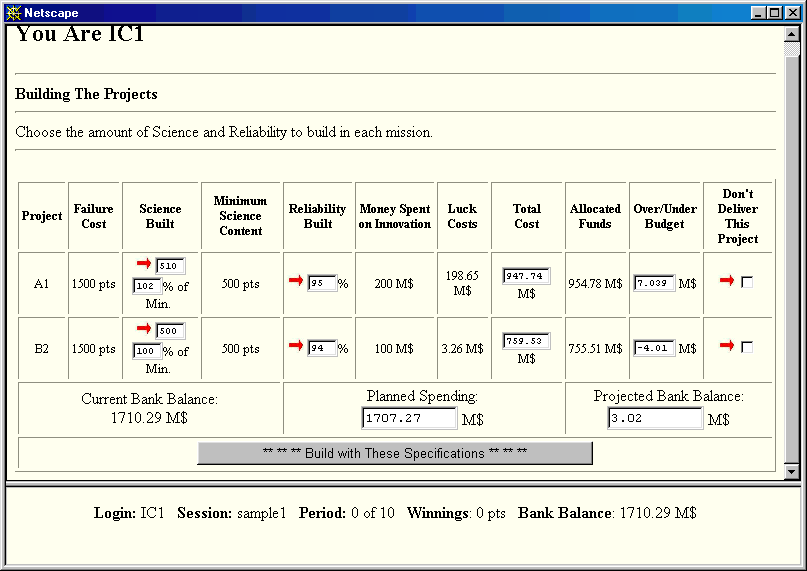 Netscape
You Are IC1
Building The Projects
Choose the amount of Science and Reliability to build in each mission.
Project Failure Cost Science Built Minimum Science Content Reliability Built Money Spent on Innovation Luck Costs Total Cost Allocated Funds Over/Under Budget Don't Deliver This Project
A1 1500 pts 510 102 % of Min. 500 pts 95 % 200 M$ 198.65 M$ 947.74 M$ 954.78 M$ 7.039 M$
B2 1500 pts 500 100 % of Min. 500 pts 94 % 100 M$ 3.26 M$ 759.53 M$ 755.51 M$ -4.01 M$
Current Bank Balance: 1710.29 M$ Planned Spending: 1707.27 M$ Projected Bank Balance: 3.02 M$
** ** ** Build with These Specifications ** ** **
Login: IC1 Session: sample1 Period: 0 of 10 Winnings: 0 pts Bank Balance: 1710.29 M$